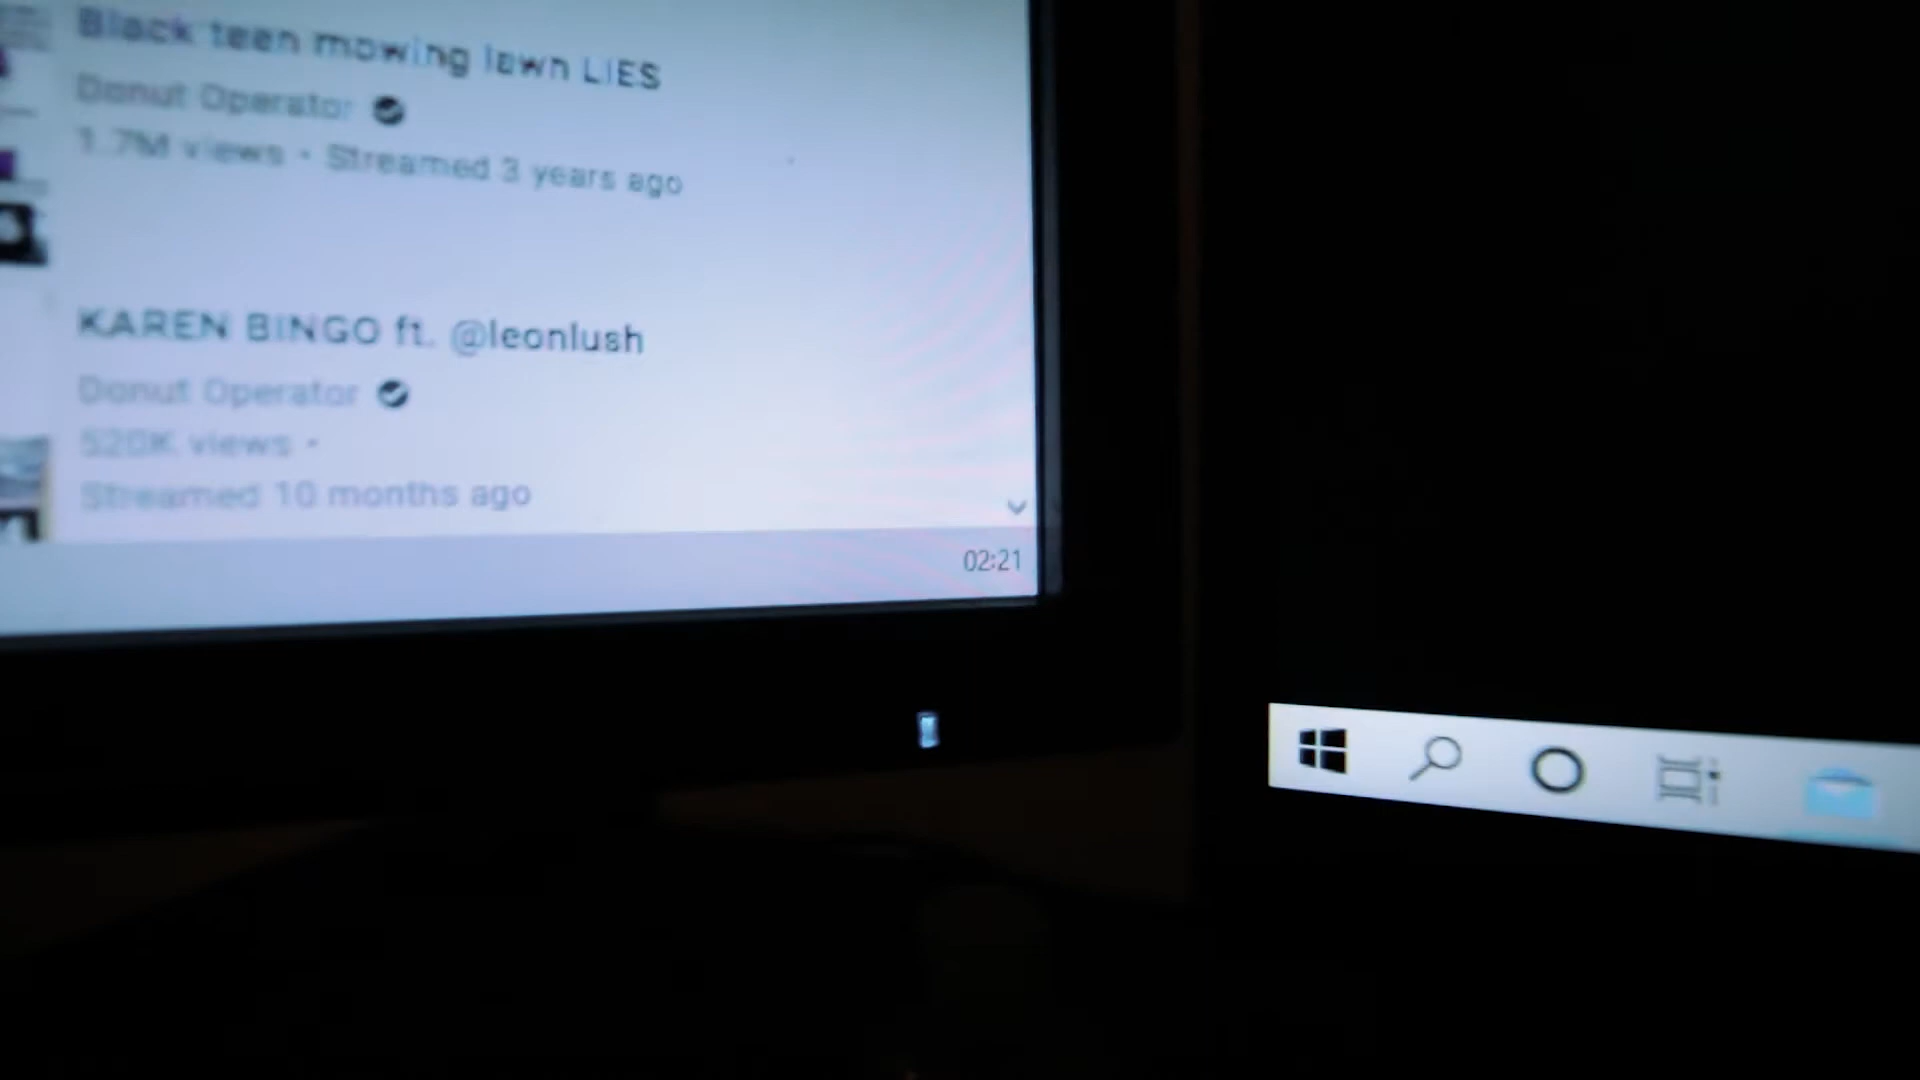 Black teen mowing lawn LIES
Donut Operator
1.7M views • Streamed 3 years ago
KAREN BINGO ft. @leonlush
Donut Operator
520K views •
Streamed 10 months ago
02:21